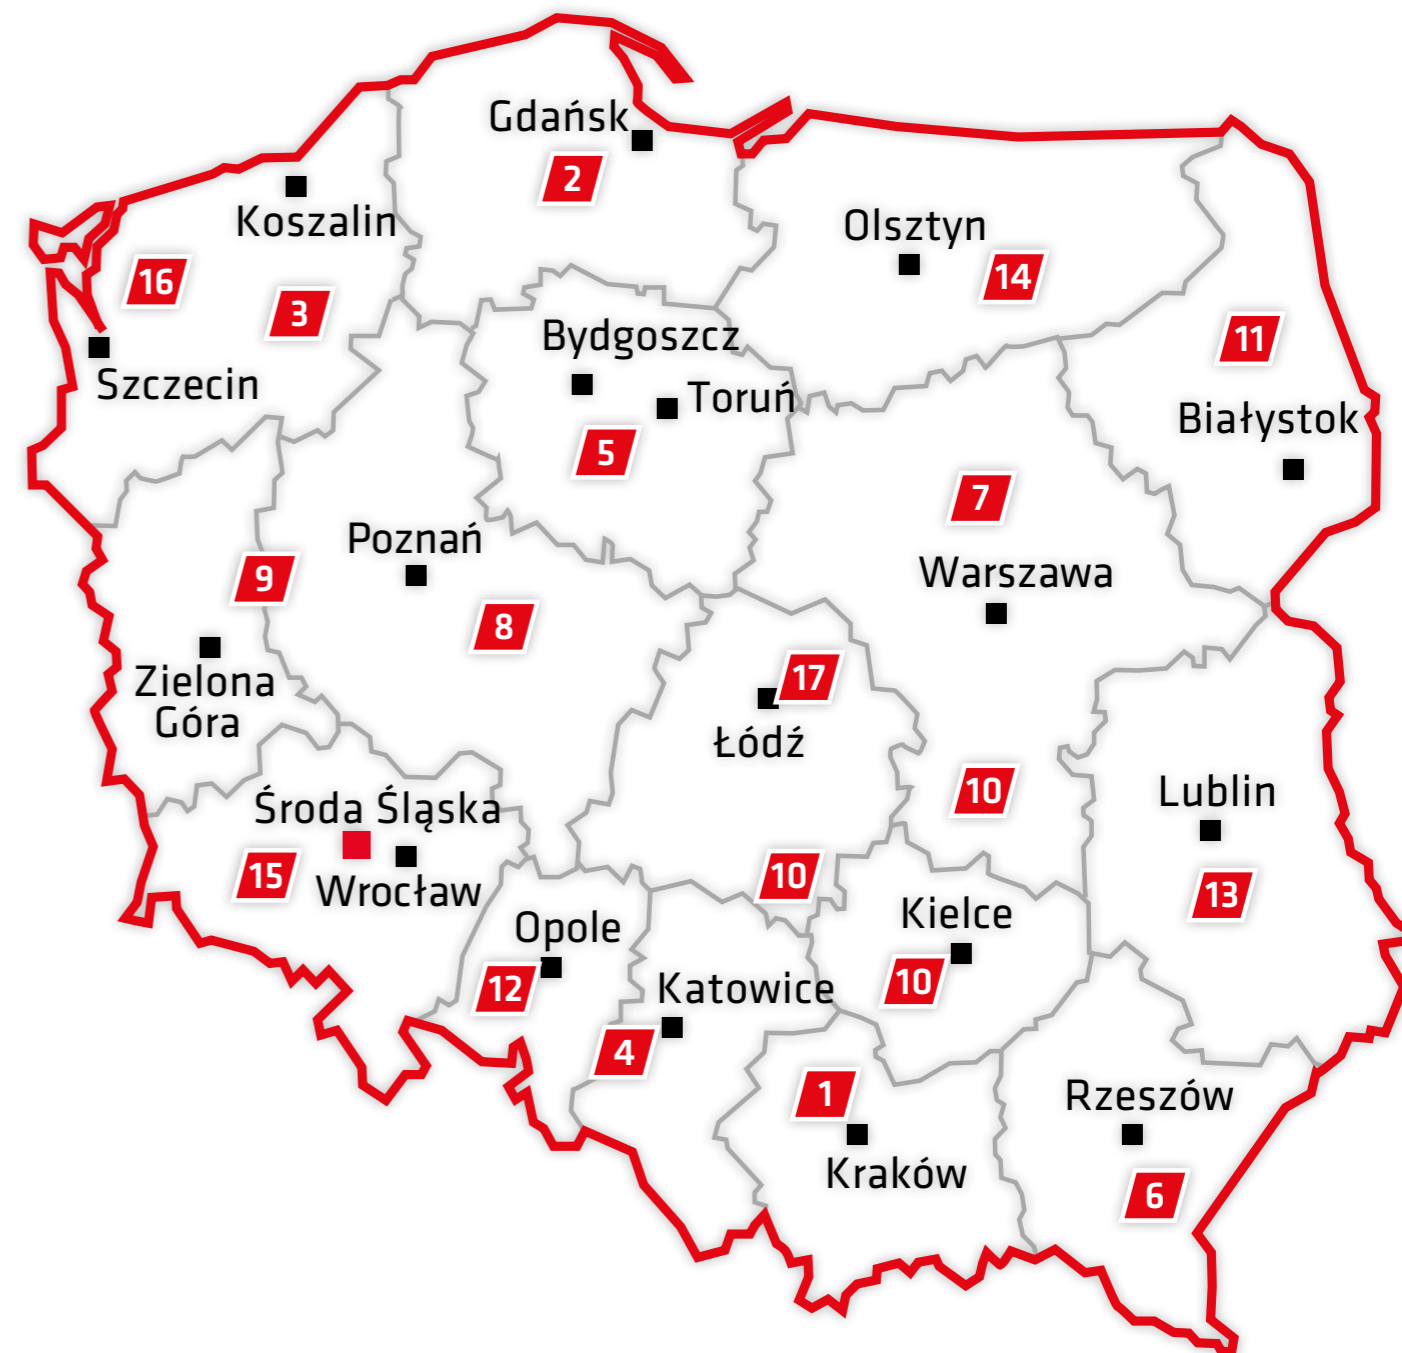 Gdańsk
2
Koszalin
Olsztyn
16
14
3
11
Bydgoszcz
Szczecin
Toruń
Białystok
5
7
Poznań
9
Warszawa
8
Zielona
Góra
17
Łódź
10
Lublin
Środa Śląska
15
Wrocław
10
13
Kielce
Opole
12
10
Katowice
4
1
Rzeszów
Kraków
6